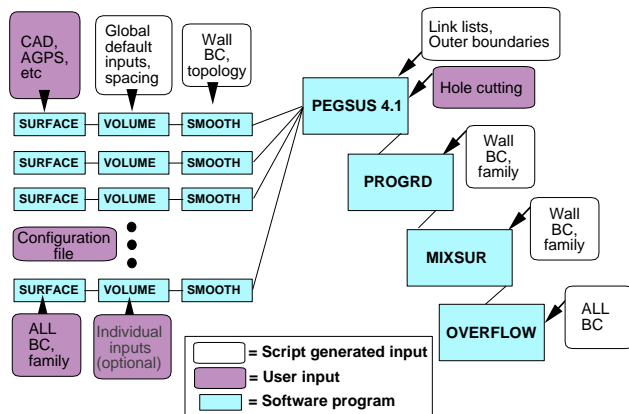 CAD,
AGPS,
etc
Global
default
inputs,
spacing
Wall
BC,
topology
Link lists,
Outer boundaries
Hole cutting
PEGSUS 4.1
SURFACE VOLUME SMOOTH
SURFACE VOLUME SMOOTH
SURFACE VOLUME SMOOTH
Configuration
file
SURFACE VOLUME SMOOTH
ALL
BC,
family
Individual
inputs
(optional)
PROGRD
Wall
BC,
family
MIXSUR
Wall
BC,
family
OVERFLOW
ALL
BC
= Script generated input
= User input
= Software program